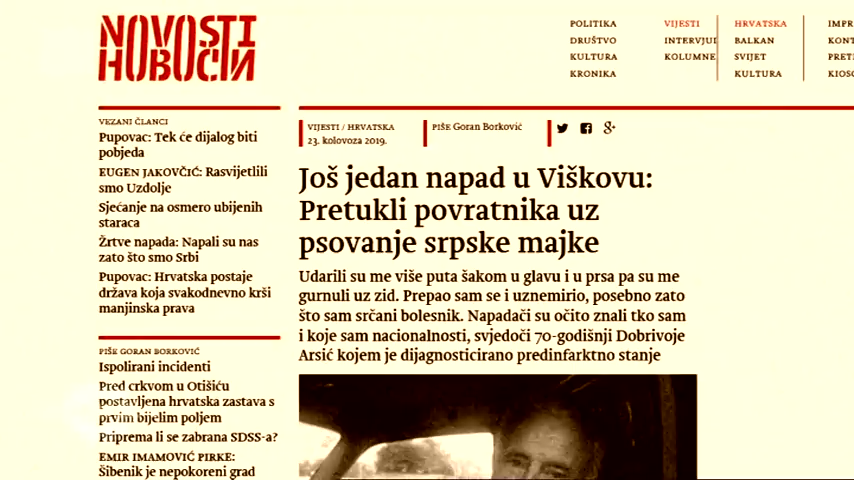 NOVOSTI
НОВОСТИ
POLITIKA
DRUŠTVO
KULTURA
KRONIKA
VIJESTI
INTERVJUI
KOLUMNE
HRVATSKA
BALKAN
SVIJET
KULTURA
IMPR
KONT
PRET
KIOS
VEZANI ČLANCI
Pupovac: Tek će dijalog biti
pobjeda
EUGEN JAKOVČIĆ: Rasvijetlili
smo Uzdolje
Sjećanje na osmero ubijenih
staraca
Žrtve napada: Napali su nas
zato što smo Srbi
Pupovac: Hrvatska postaje
država koja svakodnevno krši
manjinska prava
PIŠE GORAN BORKOVIĆ
Ispolirani incidenti
Pred crkvom u Otišiću
postavljena hrvatska zastava s
prvim bijelim poljem
Priprema li se zabrana SDSS-a?
EMIR IMAMOVIĆ PIRKE:
Šibenik je nepokoreni grad
VIJESTI / HRVATSKA
23. kolovoza 2019.
PIŠE Goran Borković
Još jedan napad u Viškovu:
Pretukli povratnika uz
psovanje srpske majke
Udarili su me više puta šakom u glavu i u prsa pa su me
gurnuli uz zid. Prepao sam se i uznemirio, posebno zato
što sam srčani bolesnik. Napadači su očito znali tko sam
i koje sam nacionalnosti, svjedoči 70-godišnji Dobrivoje
Arsić kojem je dijagnosticirano predinfarktno stanje